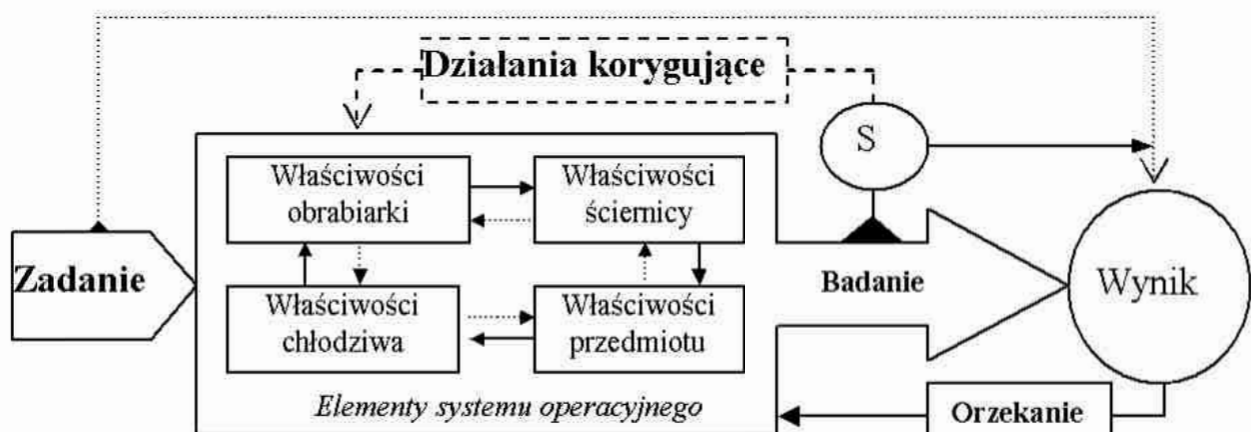 Działania korygujące
S
Właściwości
obrabiarki
Właściwości
ściernicy
Zadanie
Badanie
Wynik
Właściwości
chłodziwa
Właściwości
przedmiotu
Elementy systemu operacyjnego
Orzekanie